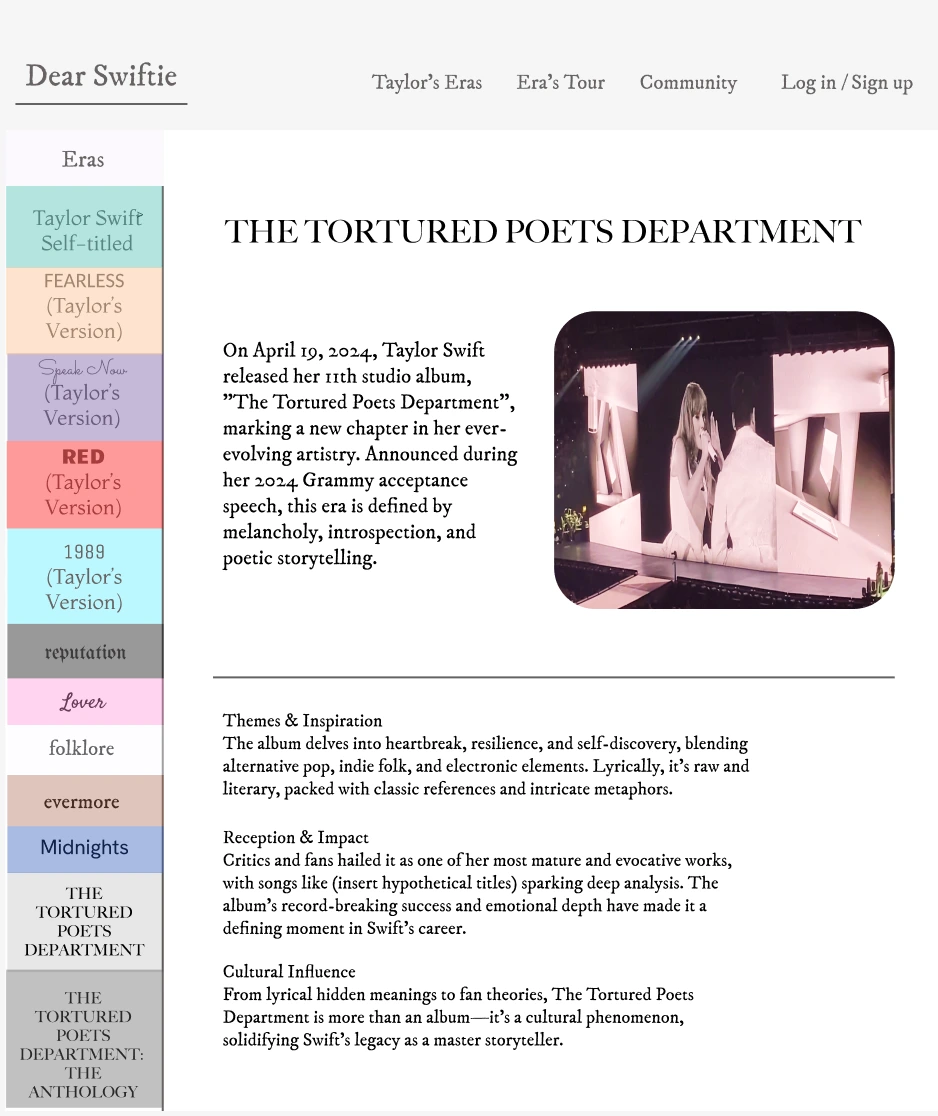 Dear Swiftie
Taylor’s Eras
Era’s Tour
Community
Log in / Sign up
Eras
Taylor Swift
Self-titled
FEARLESS
(Taylor’s
Version)
Speak Now
(Taylor’s
Version)
RED
(Taylor’s
Version)
1989
(Taylor’s
Version)
reputation
Lover
folklore
evermore
Midnights
THE
TORTURED
POETS
DEPARTMENT
THE
TORTURED
POETS
DEPARTMENT:
THE
ANTHOLOGY
THE TORTURED POETS DEPARTMENT
On April 19, 2024, Taylor Swift
released her 11th studio album,
”The Tortured Poets Department”,
marking a new chapter in her ever-
evolving artistry. Announced during
her 2024 Grammy acceptance
speech, this era is defined by
melancholy, introspection, and
poetic storytelling.
Themes & Inspiration
The album delves into heartbreak, resilience, and self-discovery, blending
alternative pop, indie folk, and electronic elements. Lyrically, it’s raw and
literary, packed with classic references and intricate metaphors.
Reception & Impact
Critics and fans hailed it as one of her most mature and evocative works,
with songs like (insert hypothetical titles) sparking deep analysis. The
album’s record-breaking success and emotional depth have made it a
defining moment in Swift’s career.
Cultural Influence
From lyrical hidden meanings to fan theories, The Tortured Poets
Department is more than an album—it’s a cultural phenomenon,
solidifying Swift’s legacy as a master storyteller.